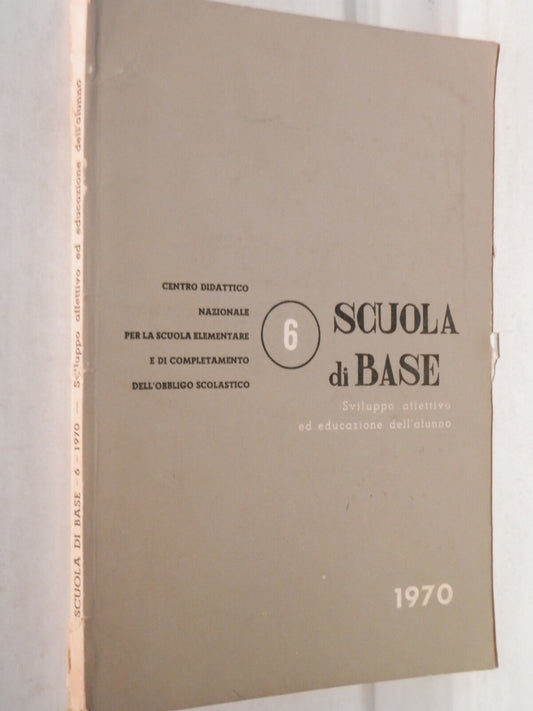 SCUOLA DI BASE - 6 - 1970 — Sviluppo affettivo ed educazione dell'alunno
CENTRO DIDATTICO
NAZIONALE
PER LA SCUOLA ELEMENTARE
E DI COMPLETAMENTO
DELL'OBBLIGO SCOLASTICO
6
SCUOLA
di BASE
Sviluppo affettivo
ed educazione dell'alunno
1970